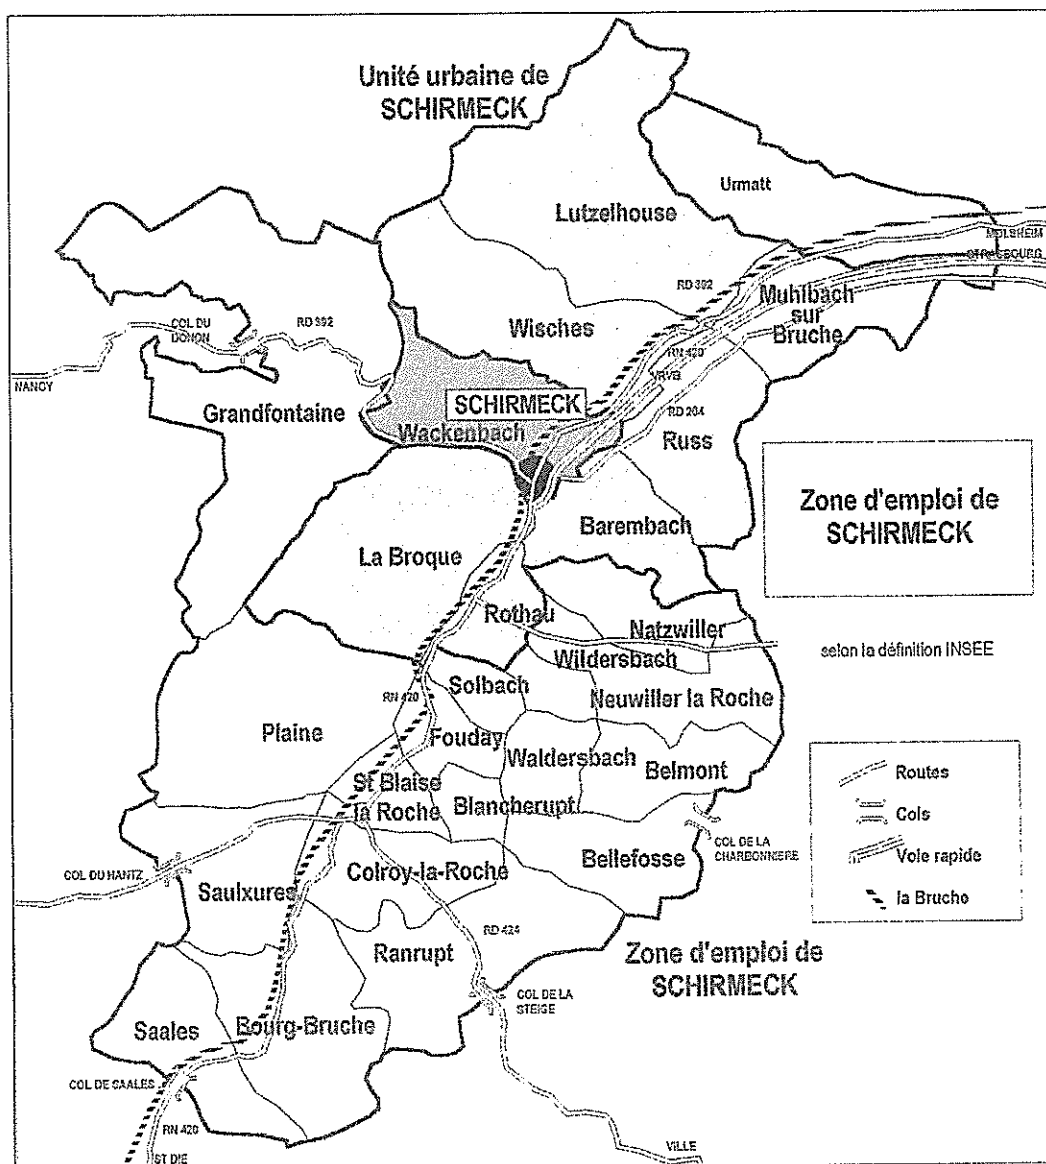 Unité urbaine de
SCHIRMECK
Urmatt
Lutzelhouse
MOLSHEIM
STRASBOURG
RD 392
Muhlbach
sur
Bruche
COL DU
DONON
RD 392
Wisches
RN 420
VRVB
NANCY
Grandfontaine
SCHIRMECK
RD 204
Wackenbach
Russ
Zone d'emploi de
SCHIRMECK
Barembach
La Broque
Rothau
Natzwiller
selon la définition INSEE
Wildersbach
Solbach
RN 420
Neuwiller la Roche
Plaine
Fouday
Waldersbach
Belmont
Routes
St Blaise
la Roche
Blancherupt
Cols
COL DE LA
CHARBONNIERE
Voie rapide
Bellefosse
COL DU HANTZ
Colroy-la-Roche
Saulxures
la Bruche
RD 424
Ranrupt
Zone d'emploi de
SCHIRMECK
COL DE LA
STEIGE
Saales
Bourg-Bruche
COL DE SAALES
RN 420
VILLE
ST DIE